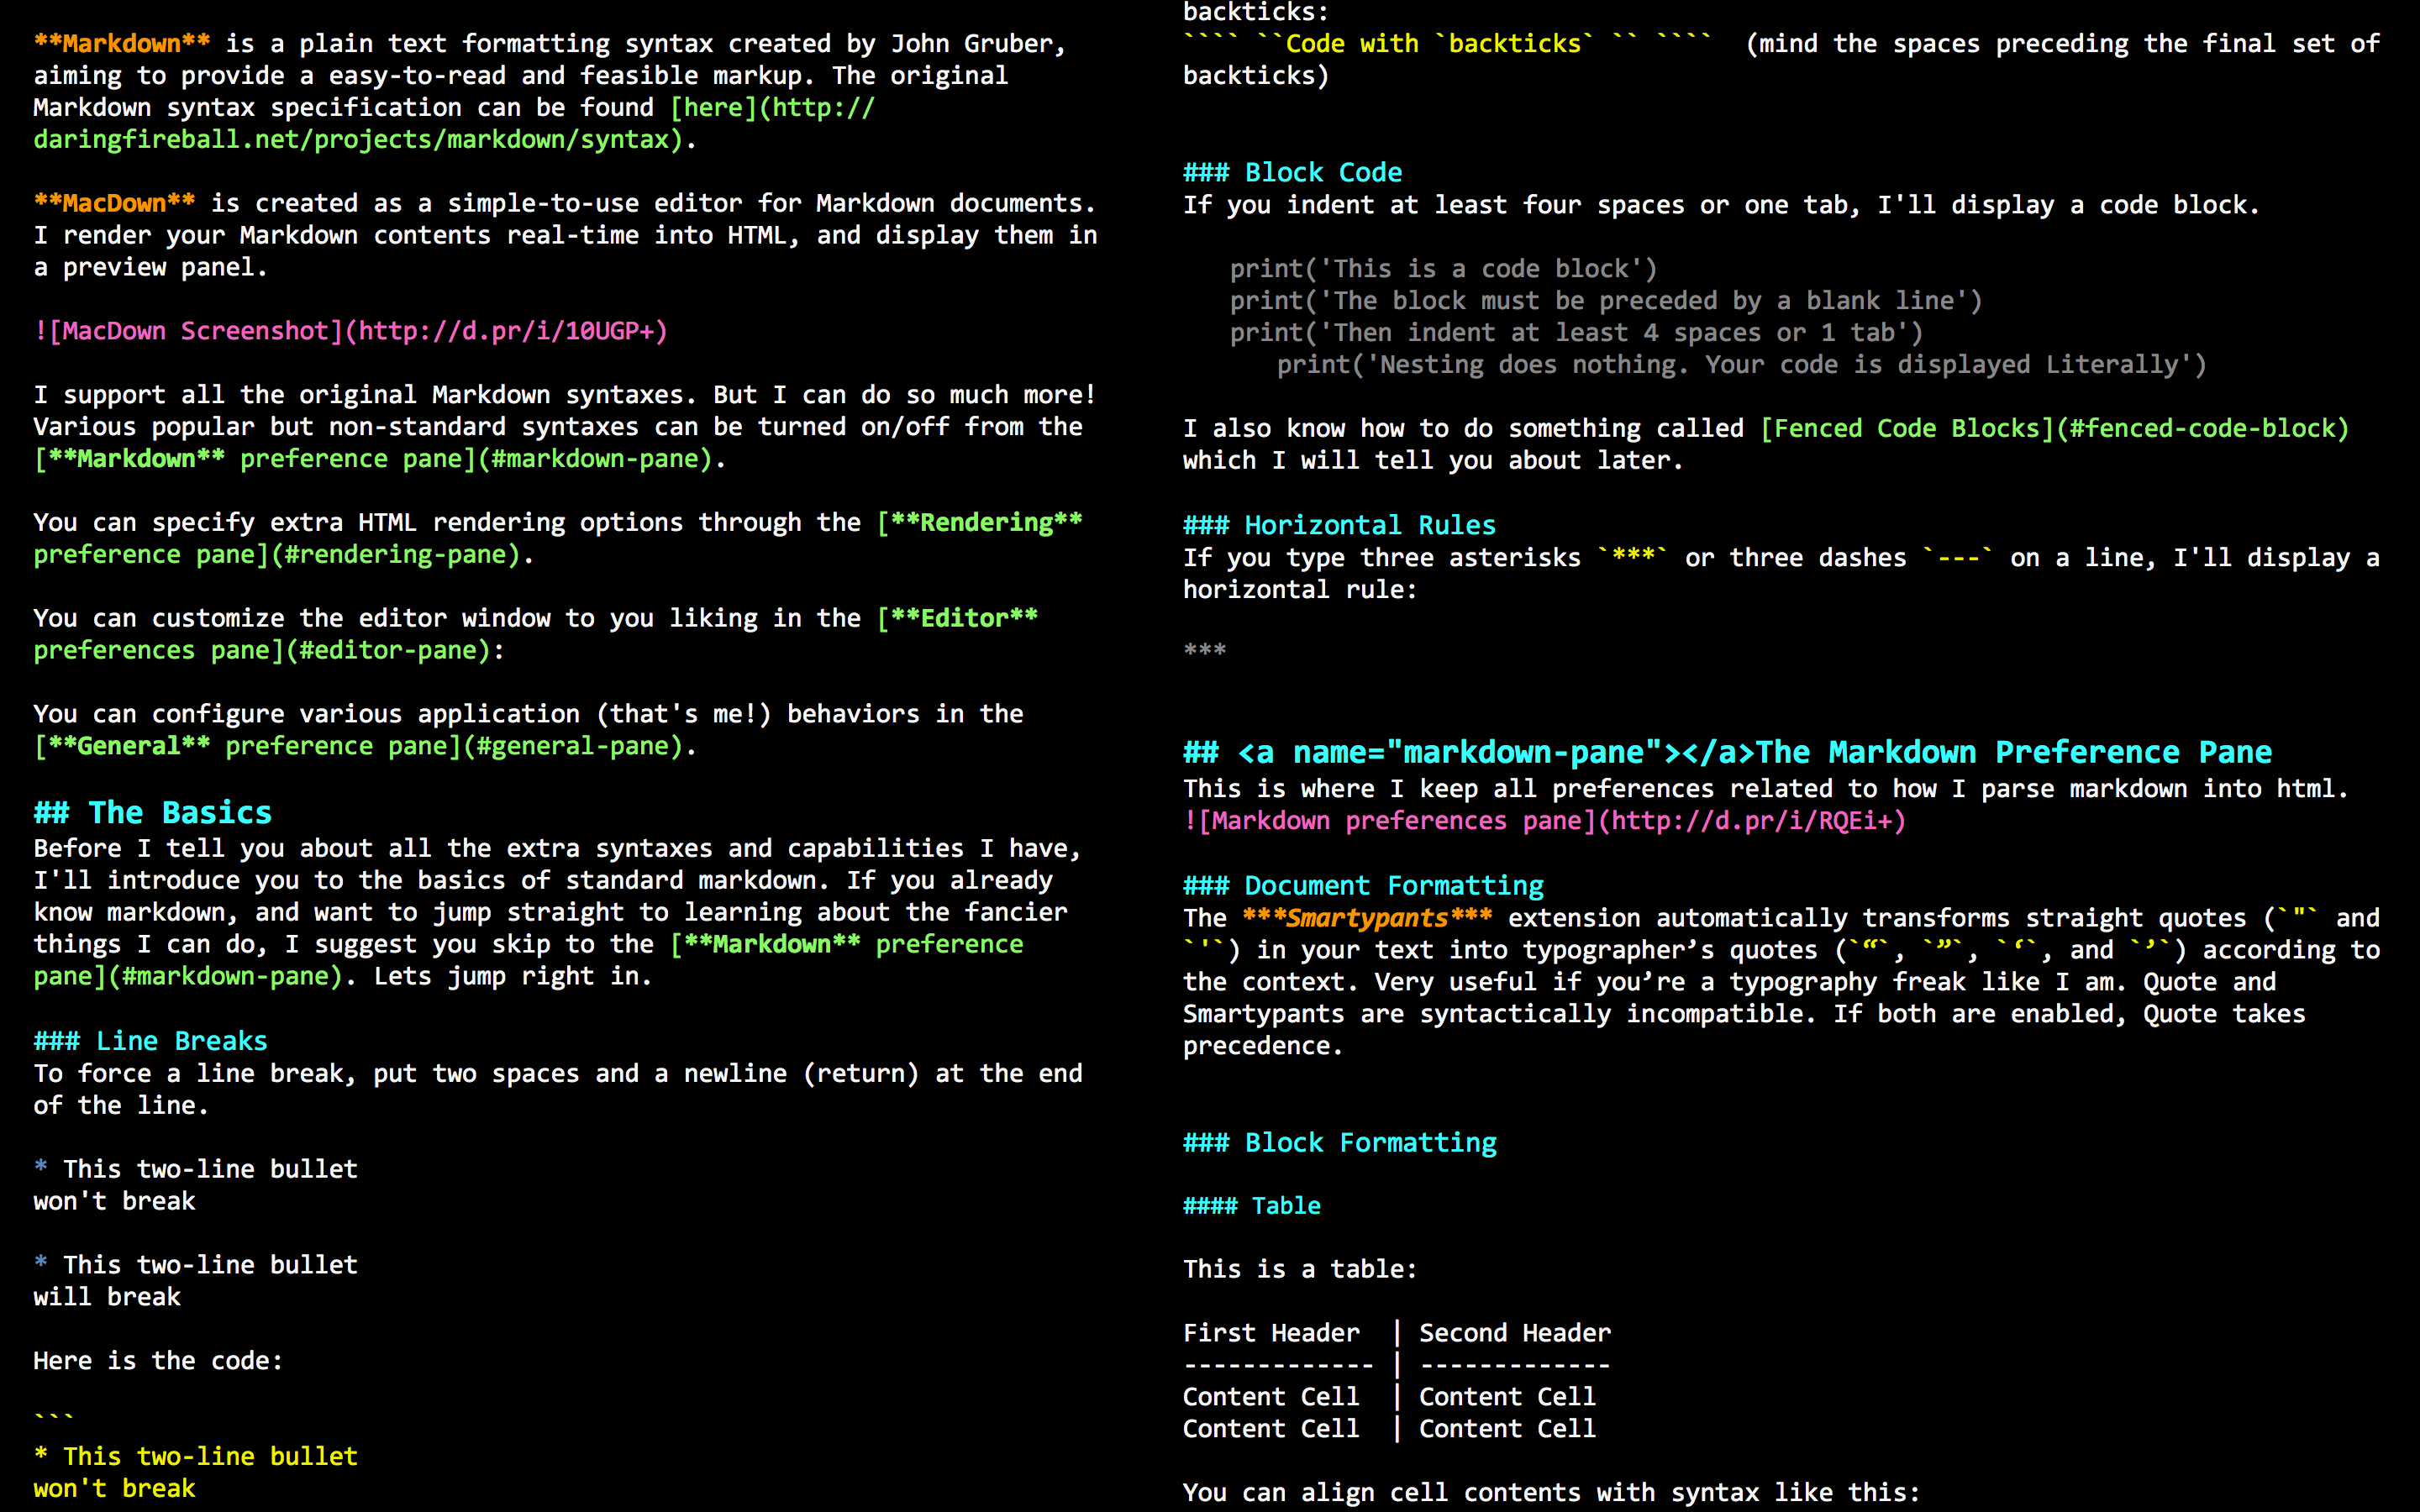 **Markdown** is a plain text formatting syntax created by John Gruber,
aiming to provide a easy-to-read and feasible markup. The original
Markdown syntax specification can be found [here](http://
daringfireball.net/projects/markdown/syntax).
**MacDown** is created as a simple-to-use editor for Markdown documents.
I render your Markdown contents real-time into HTML, and display them in
a preview panel.
![MacDown Screenshot](http://d.pr/i/10UGP+)
I support all the original Markdown syntaxes. But I can do so much more!
Various popular but non-standard syntaxes can be turned on/off from the
[**Markdown** preference pane](#markdown-pane).
You can specify extra HTML rendering options through the [**Rendering**
preference pane](#rendering-pane).
You can customize the editor window to you liking in the [**Editor**
preferences pane](#editor-pane):
You can configure various application (that's me!) behaviors in the
[**General** preference pane](#general-pane).
## The Basics
Before I tell you about all the extra syntaxes and capabilities I have,
I'll introduce you to the basics of standard markdown. If you already
know markdown, and want to jump straight to learning about the fancier
things I can do, I suggest you skip to the [**Markdown** preference
pane](#markdown-pane). Lets jump right in.
### Line Breaks
To force a line break, put two spaces and a newline (return) at the end
of the line.
* This two-line bullet
won't break
* This two-line bullet
will break
Here is the code:
```
* This two-line bullet
won't break
backticks:
```` ``Code with `backticks` `` ````  (mind the spaces preceding the final set of
backticks)
### Block Code
If you indent at least four spaces or one tab, I'll display a code block.
print('This is a code block')
print('The block must be preceded by a blank line')
print('Then indent at least 4 spaces or 1 tab')
print('Nesting does nothing. Your code is displayed Literally')
I also know how to do something called [Fenced Code Blocks](#fenced-code-block)
which I will tell you about later.
### Horizontal Rules
If you type three asterisks `***` or three dashes `---` on a line, I'll display a
horizontal rule:
***
## <a name="markdown-pane"></a>The Markdown Preference Pane
This is where I keep all preferences related to how I parse markdown into html.
![Markdown preferences pane](http://d.pr/i/RQEi+)
### Document Formatting
The ***Smartypants*** extension automatically transforms straight quotes (`"` and
`'`) in your text into typographer’s quotes (`“`, `”`, `‘`, and `’`) according to
the context. Very useful if you’re a typography freak like I am. Quote and
Smartypants are syntactically incompatible. If both are enabled, Quote takes
precedence.
### Block Formatting
#### Table
This is a table:
First Header  | Second Header
------------- | -------------
Content Cell  | Content Cell
Content Cell  | Content Cell
You can align cell contents with syntax like this: